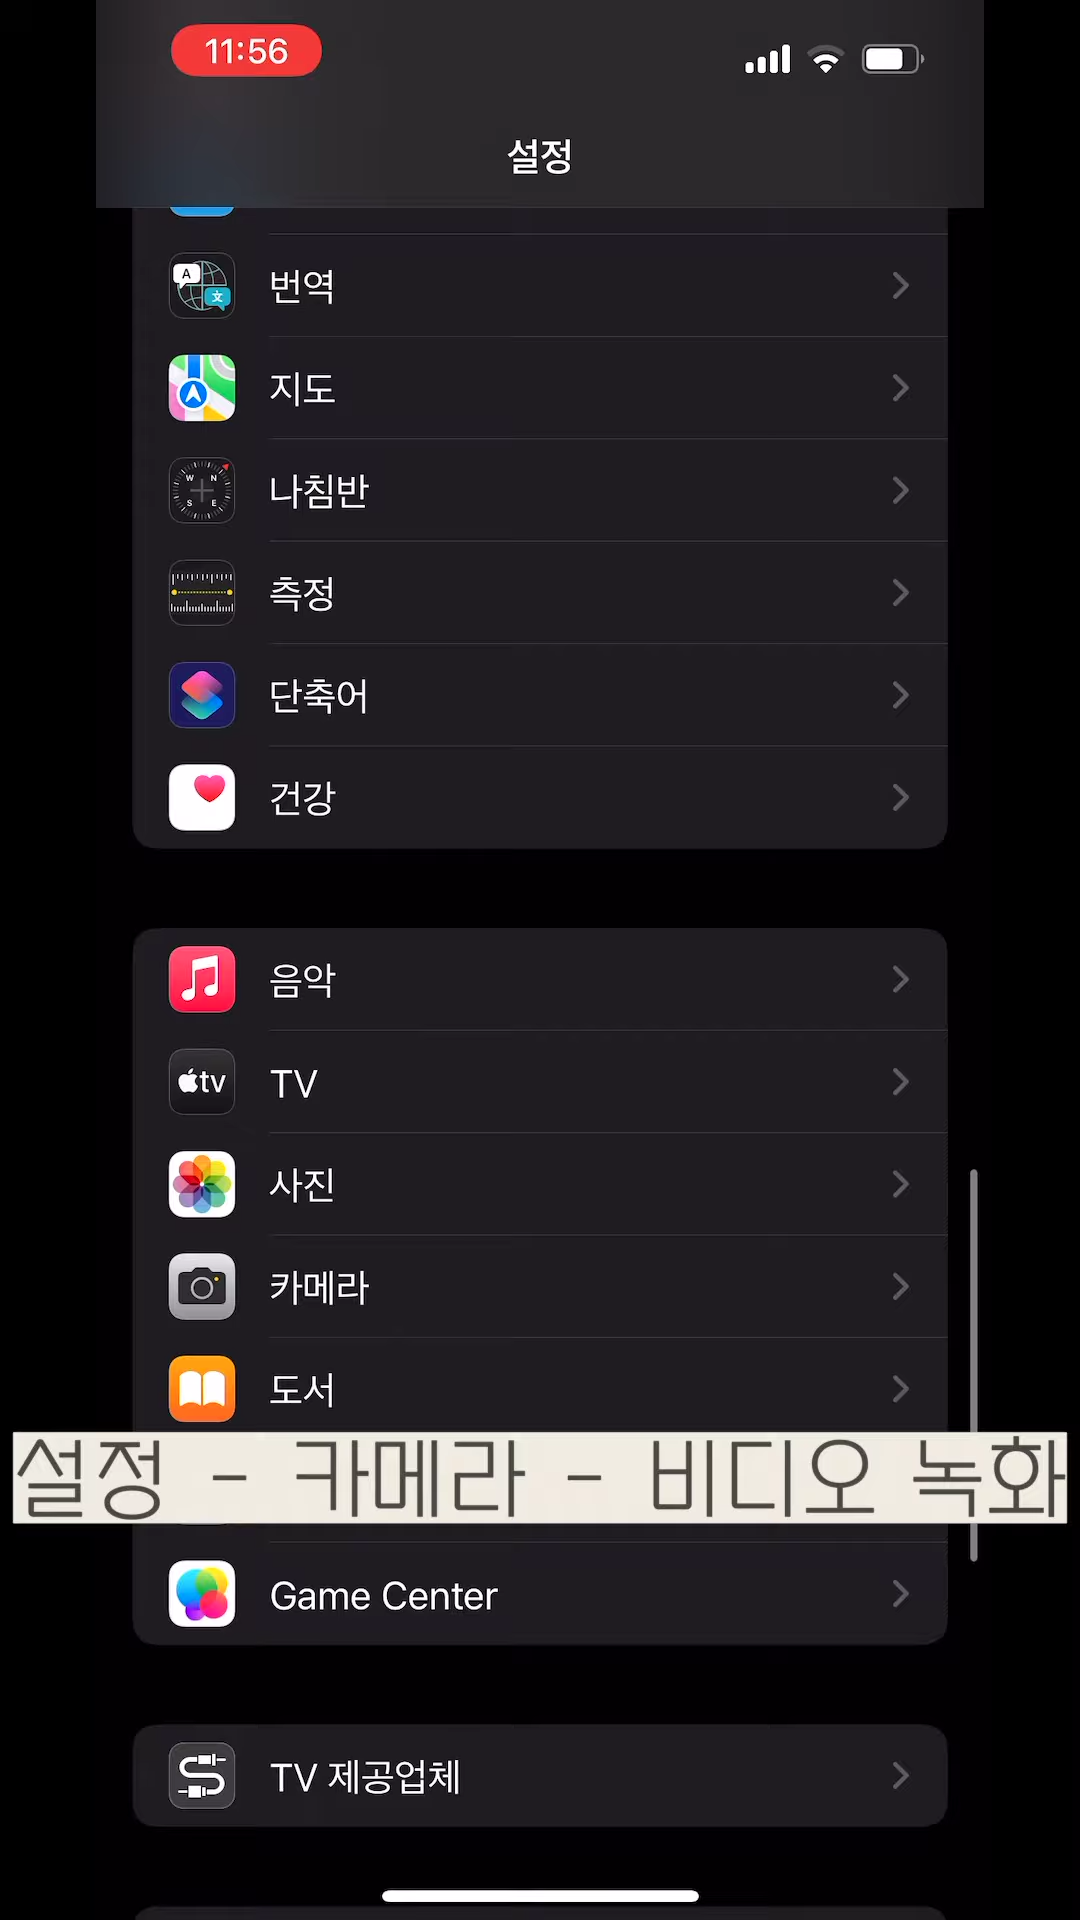 11:56
설정
번역
지도
나침반
측정
단축어
건강
음악
tv TV
사진
카메라
도서
설정 - 카메라 - 비디오 녹화
Game Center
TV 제공업체